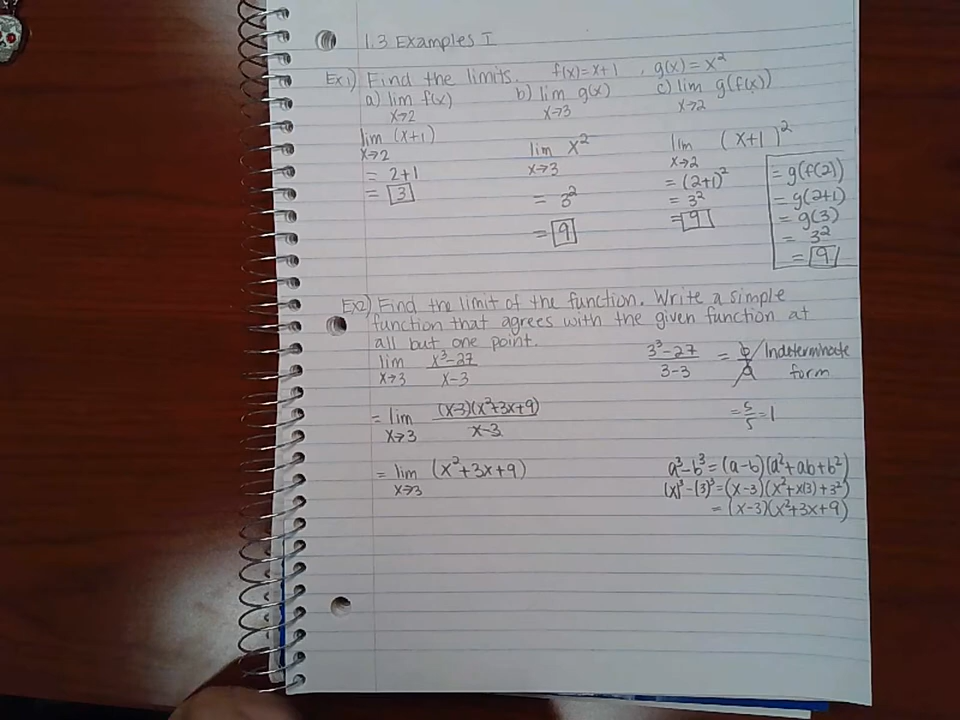 1.3 Examples I
Ex1) Find the limits. f(x)=x+1 , g(x)=x²
a) lim f(x) b) lim g(x) c) lim g(f(x))
x→2 x→3 x→2
lim (x+1) lim x² lim (x+1)²
x→2 x→3 x→2
= 2+1 = 3² = (2+1)²
= 3 = 9 = 3²
= 9
= g(f(2))
= g(2+1)
= g(3)
= 3²
= 9
Ex2) Find the limit of the function. Write a simple
function that agrees with the given function at
all but one point.
lim x³-27
x→3 x-3
3³-27 = 0/ Indeterminate
3-3 0 form
= lim (x-3)(x²+3x+9)
x→3 x-3
= 5/5 = 1
= lim (x²+3x+9)
x→3
a³-b³=(a-b)(a²+ab+b²)
(x)³-(3)³=(x-3)(x²+x(3)+3²)
=(x-3)(x²+3x+9)